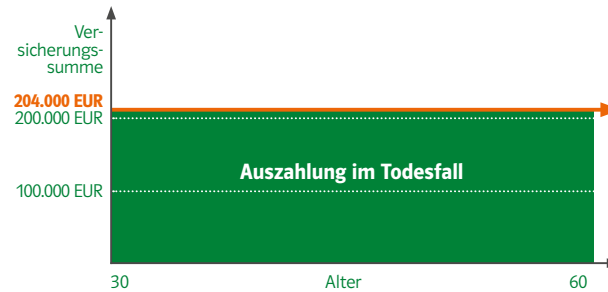 Ver-
sicherungs-
summe
204.000 EUR
200.000 EUR
Auszahlung im Todesfall
100.000 EUR
30 Alter 60